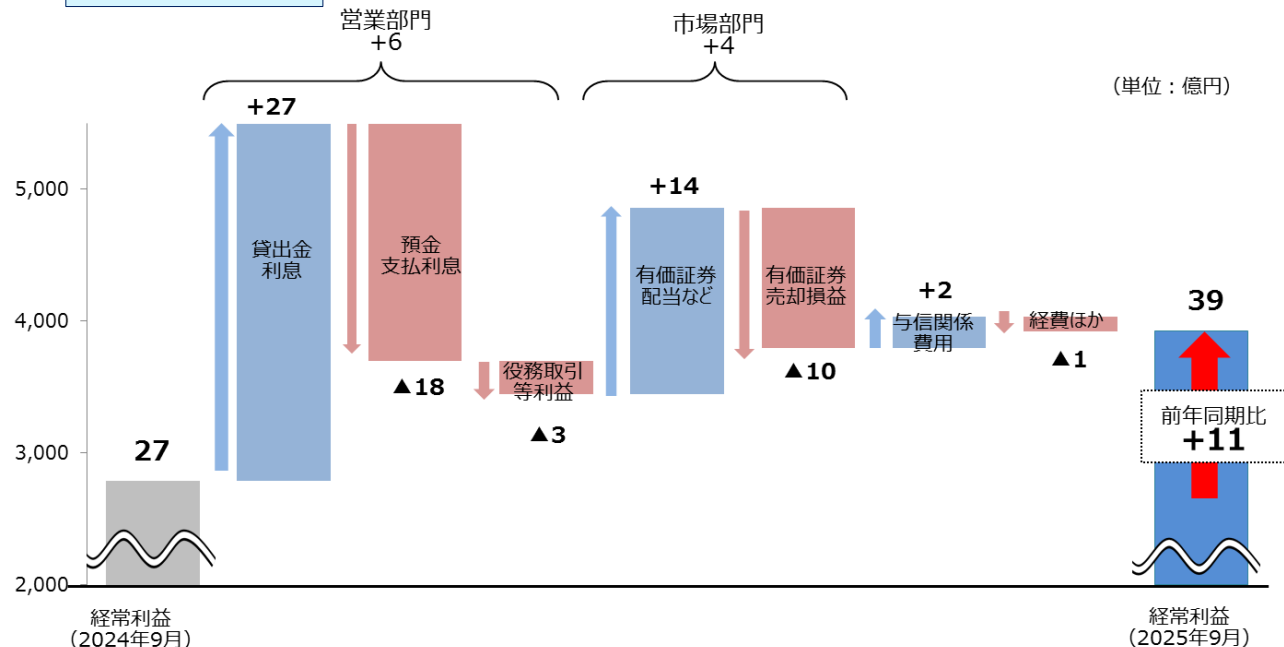 営業部門
+6
市場部門
+4
(単位：億円)
+27
貸出金
利息
預金
支払利息
▲18
役務取引
等利益
▲3
+14
有価証券
配当など
有価証券
売却損益
▲10
+2
与信関係
費用
経費ほか
▲1
39
前年同期比
+11
27
5,000
4,000
3,000
2,000
経常利益
(2024年9月)
経常利益
(2025年9月)